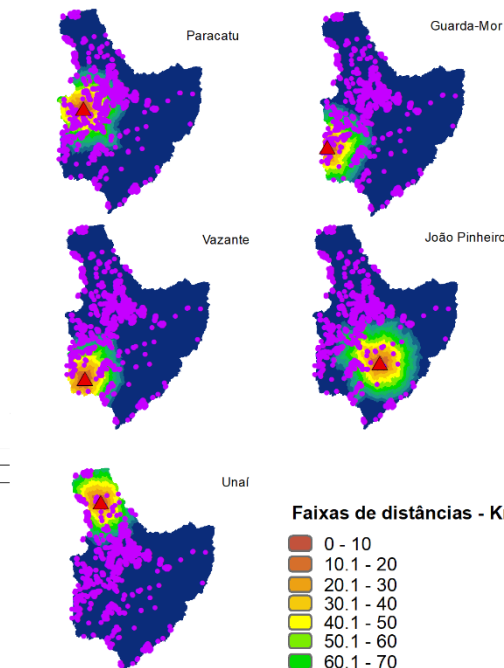 Paracatu
Guarda-Mor
Vazante
João Pinheiro
Unaí
Faixas de distâncias - K
0 - 10
10.1 - 20
20.1 - 30
30.1 - 40
40.1 - 50
50.1 - 60
60.1 - 70